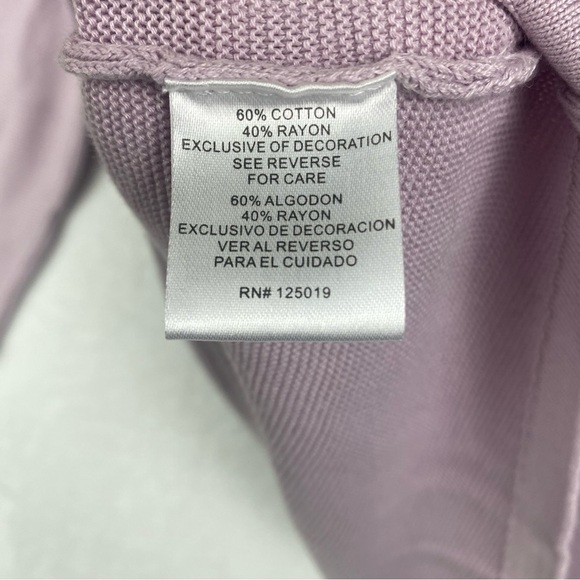 60% COTTON
40% RAYON
EXCLUSIVE OF DECORATION
SEE REVERSE
FOR CARE
60% ALGODON
40% RAYON
EXCLUSIVO DE DECORACION
VER AL REVERSO
PARA EL CUIDADO
RN# 125019